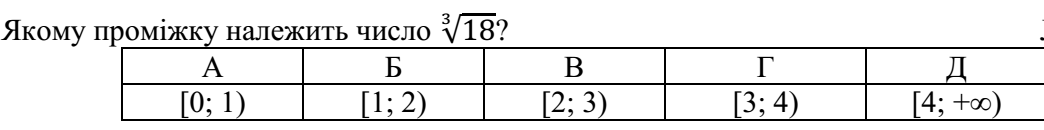 Якому проміжку належить число ∛18?
А Б В Г Д
[0; 1) [1; 2) [2; 3) [3; 4) [4; +∞)